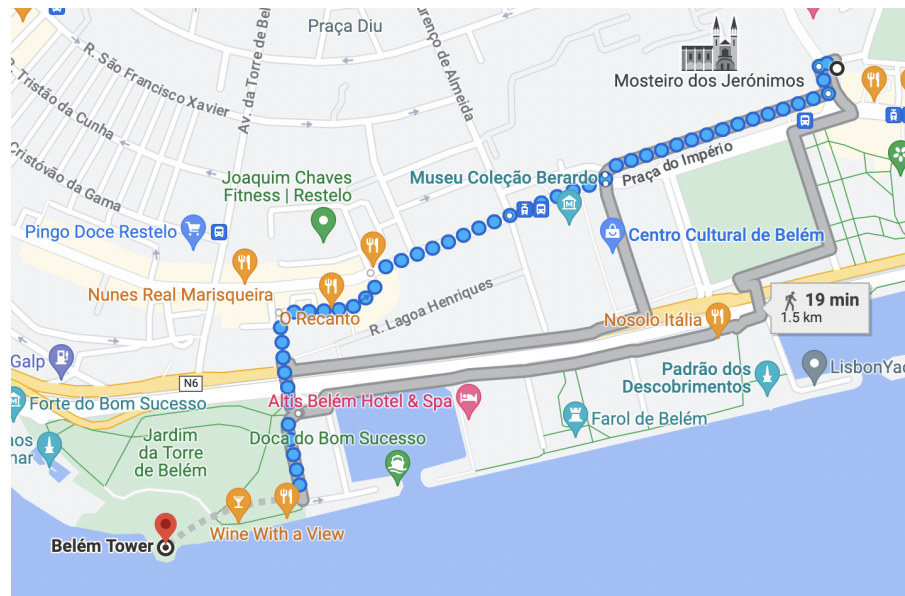 Praça Diu
R. São Francisco Xavier
Av. da Torre de Belé
ourenço de Almeida
Mosteiro dos Jerónimos
Tristão da Cunha
Cristóvão da Gama
Joaquim Chaves
Fitness | Restelo
Museu Coleção Berardo
Praça do Império
Pingo Doce Restelo
Centro Cultural de Belém
Nunes Real Marisqueira
R. Lagoa Henriques
O Recanto
19 min
1.5 km
Nosolo Itália
Galp
N6
LisbonYac
Padrão dos
Descobrimentos
Forte do Bom Sucesso
Altis Belém Hotel & Spa
Farol de Belém
Jardim
da Torre
de Belém
Doca do Bom Sucesso
nos
nar
Wine With a View
Belém Tower